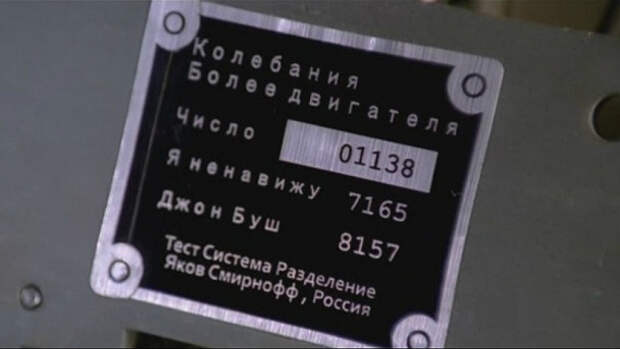 Колебания
Более двигателя
Число 01138
Я ненавижу 7165
Джон Буш 8157
Тест Система Разделение
Яков Смирнофф, Россия